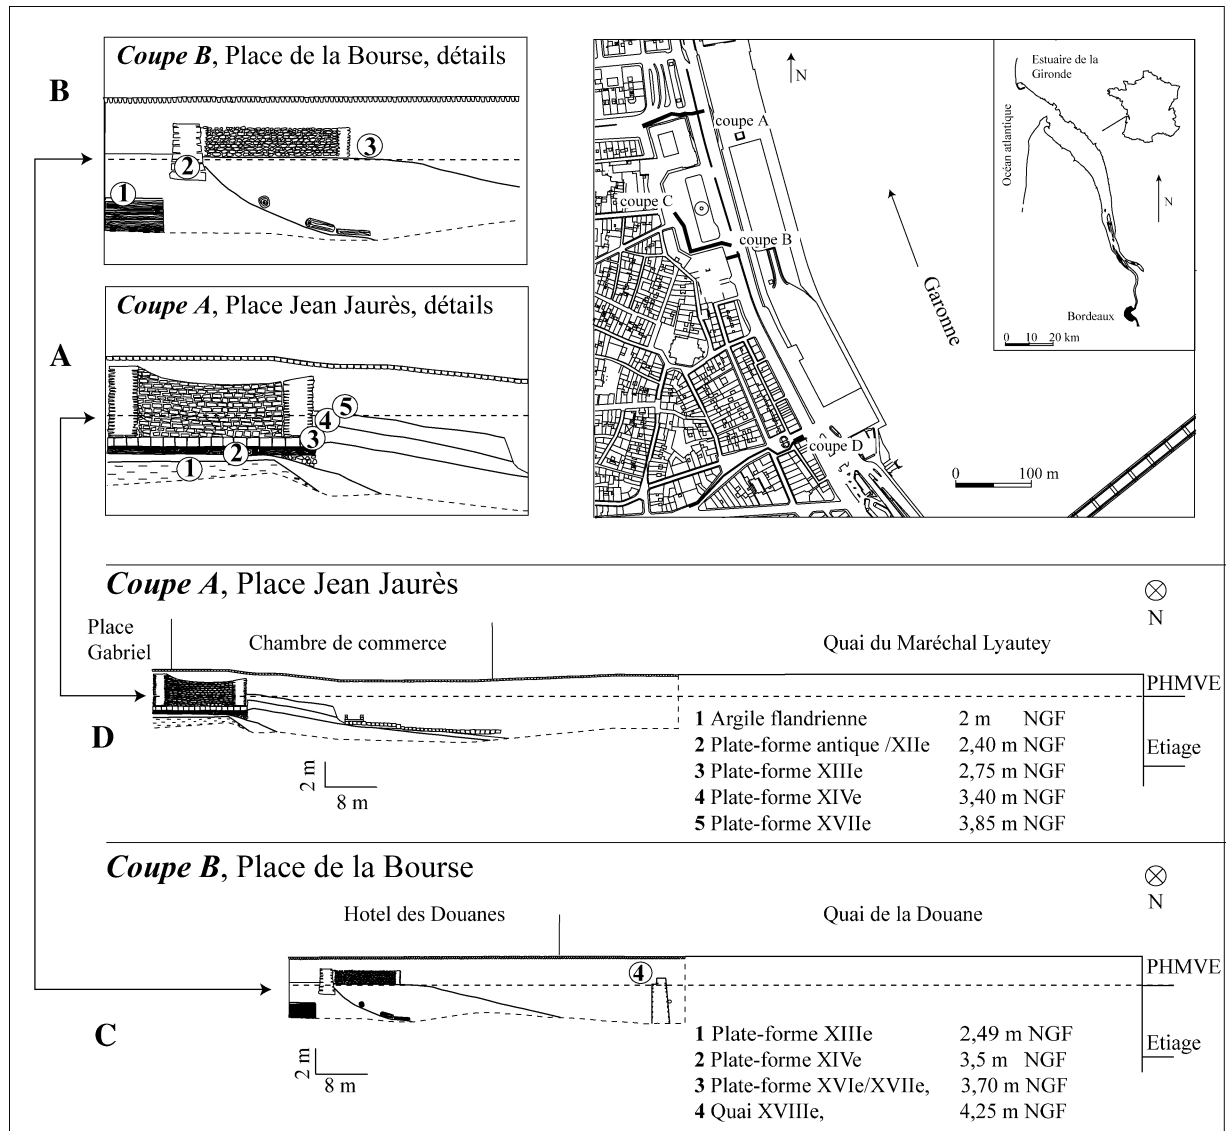 Coupe B, Place de la Bourse, détails
B
3
2
1
Coupe A, Place Jean Jaurès, détails
A
5
4
3
2
1
N
coupe A
coupe C
coupe B
Garonne
coupe D
0 100 m
Estuaire de la
Gironde
Océan atlantique
N
Bordeaux
0 10 20 km
Coupe A, Place Jean Jaurès
N
Place
Gabriel
Chambre de commerce
Quai du Maréchal Lyautey
PHMVE
D
1 Argile flandrienne 2 m NGF
2 Plate-forme antique /XIIe 2,40 m NGF
3 Plate-forme XIIIe 2,75 m NGF
4 Plate-forme XIVe 3,40 m NGF
5 Plate-forme XVIIe 3,85 m NGF
Etiage
2 m
8 m
Coupe B, Place de la Bourse
N
Hotel des Douanes
Quai de la Douane
PHMVE
4
C
1 Plate-forme XIIIe 2,49 m NGF
2 Plate-forme XIVe 3,5 m NGF
3 Plate-forme XVIe/XVIIe, 3,70 m NGF
4 Quai XVIIIe, 4,25 m NGF
Etiage
2 m
8 m